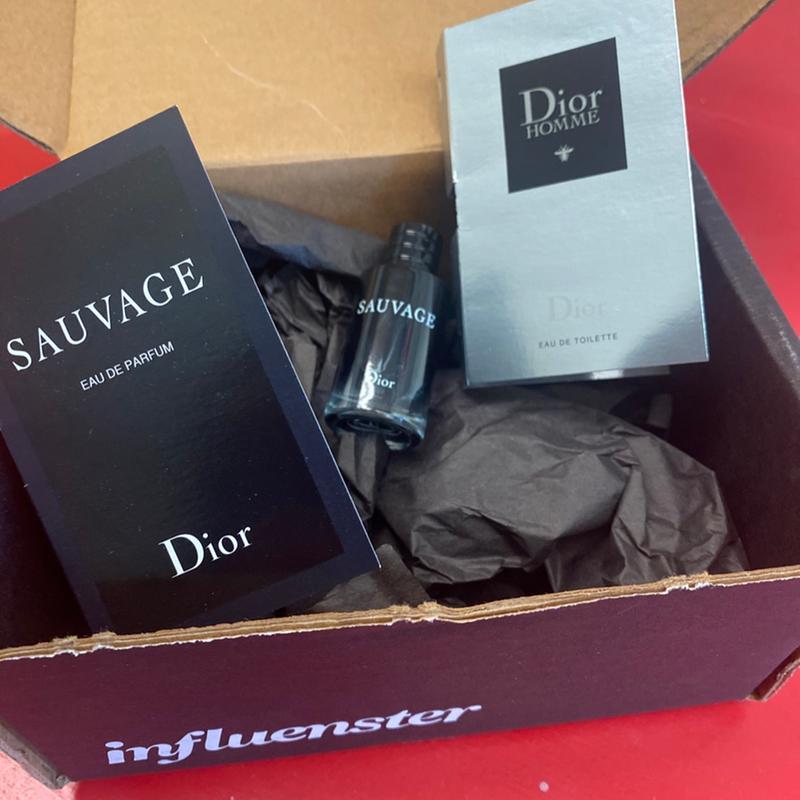 SAUVAGE
EAU DE PARFUM
Dior
SAUVAGE
Dior
Dior
HOMME
Dior
EAU DE TOILETTE
influenster